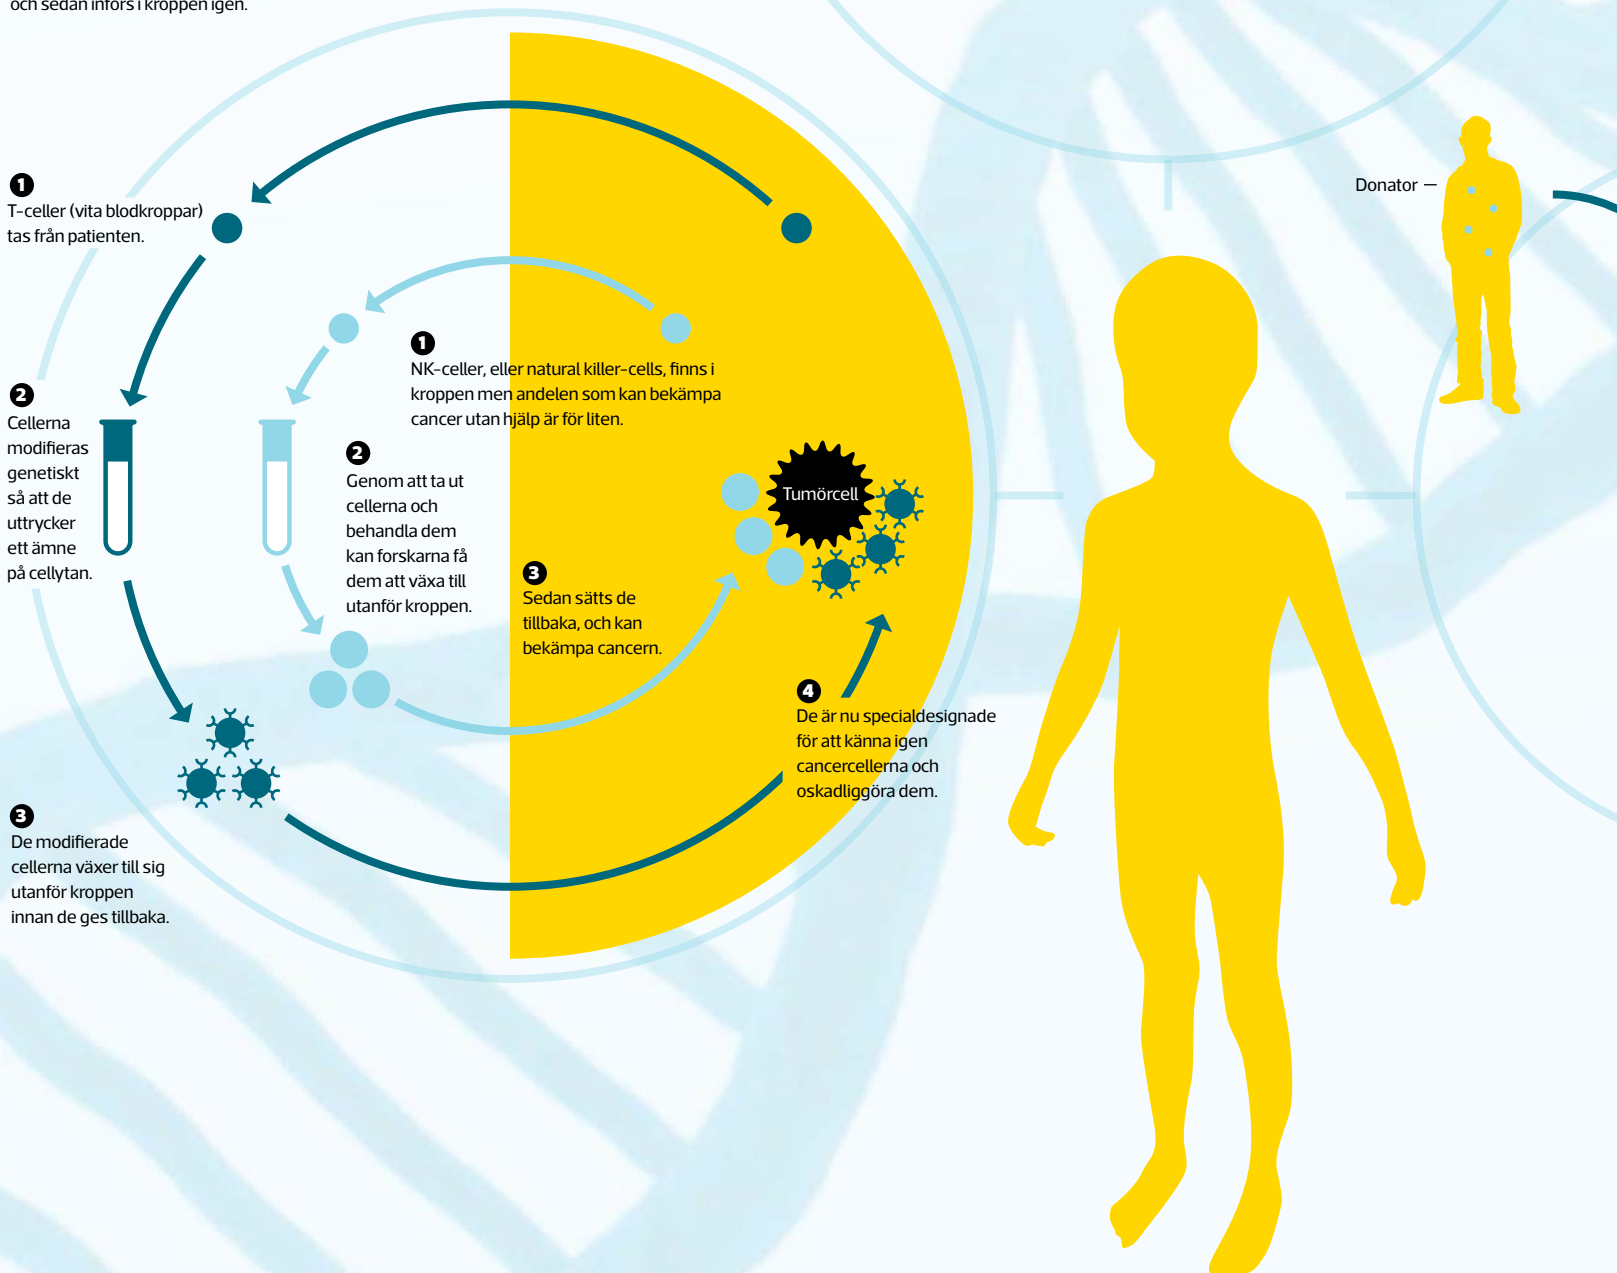 och sedan införs i kroppen igen.
1
T-celler (vita blodkroppar)
tas från patienten.
2
Cellerna
modifieras
genetiskt
så att de
uttrycker
ett ämne
på cellytan.
3
De modifierade
cellerna växer till sig
utanför kroppen
innan de ges tillbaka.
4
De är nu specialdesignade
för att känna igen
cancercellerna och
oskadliggöra dem.
1
NK-celler, eller natural killer-cells, finns i
kroppen men andelen som kan bekämpa
cancer utan hjälp är för liten.
2
Genom att ta ut
cellerna och
behandla dem
kan forskarna få
dem att växa till
utanför kroppen.
3
Sedan sätts de
tillbaka, och kan
bekämpa cancern.
Tumörcell
Donator